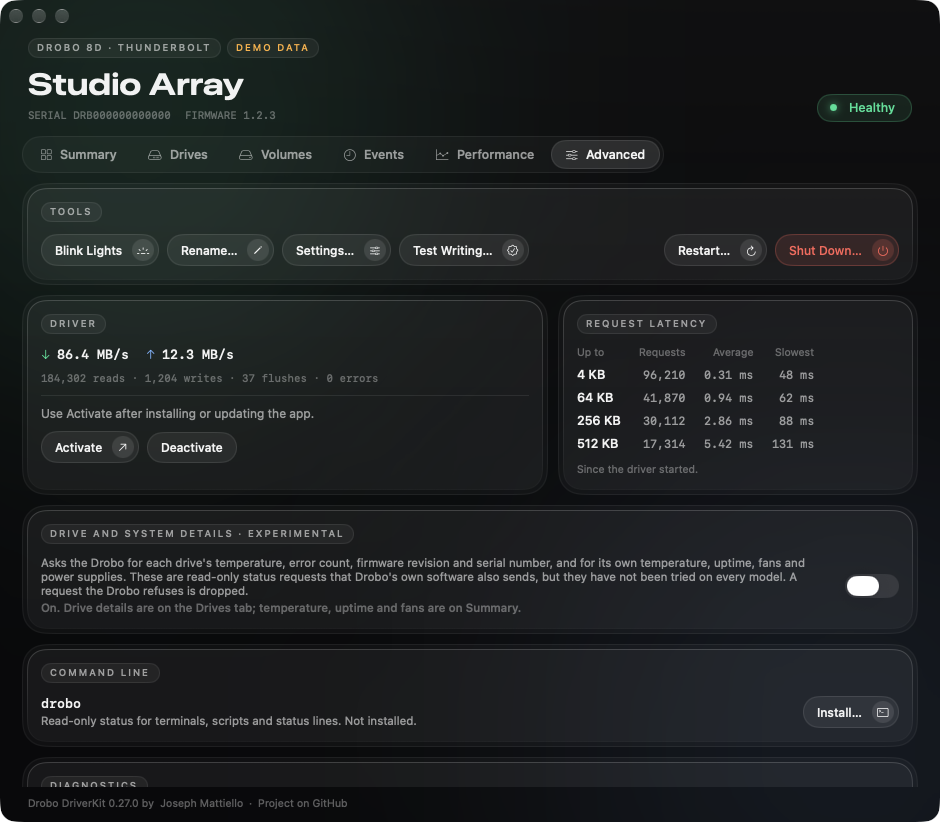 DROBO 8D · THUNDERBOLT
DEMO DATA
Studio Array
SERIAL DRB000000000000 FIRMWARE 1.2.3
Healthy
Summary
Drives
Volumes
Events
Performance
Advanced
TOOLS
Blink Lights
Rename...
Settings...
Test Writing...
Restart...
Shut Down...
DRIVER
↓ 86.4 MB/s ↑ 12.3 MB/s
184,302 reads · 1,204 writes · 37 flushes · 0 errors
Use Activate after installing or updating the app.
Activate
Deactivate
REQUEST LATENCY
Up to Requests Average Slowest
4 KB 96,210 0.31 ms 48 ms
64 KB 41,870 0.94 ms 62 ms
256 KB 30,112 2.86 ms 88 ms
512 KB 17,314 5.42 ms 131 ms
Since the driver started.
DRIVE AND SYSTEM DETAILS · EXPERIMENTAL
Asks the Drobo for each drive's temperature, error count, firmware revision and serial number, and for its own temperature, uptime, fans and
power supplies. These are read-only status requests that Drobo's own software also sends, but they have not been tried on every model. A
request the Drobo refuses is dropped.
On. Drive details are on the Drives tab; temperature, uptime and fans are on Summary.
COMMAND LINE
drobo
Read-only status for terminals, scripts and status lines. Not installed.
Install...
DIAGNOSTICS
Drobo DriverKit 0.27.0 by Joseph Mattiello · Project on GitHub